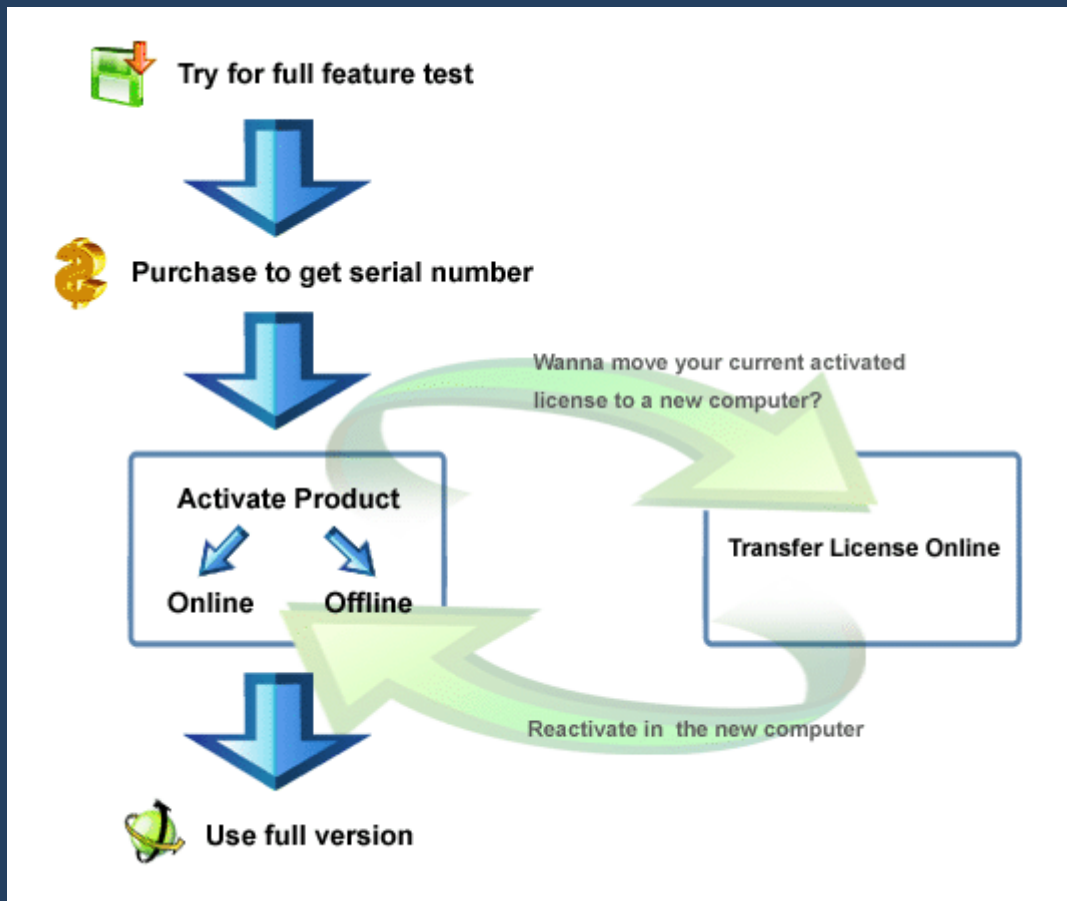 Try for full feature test
Purchase to get serial number
Wanna move your current activated
license to a new computer?
Activate Product
Online Offline
Transfer License Online
Reactivate in the new computer
Use full version